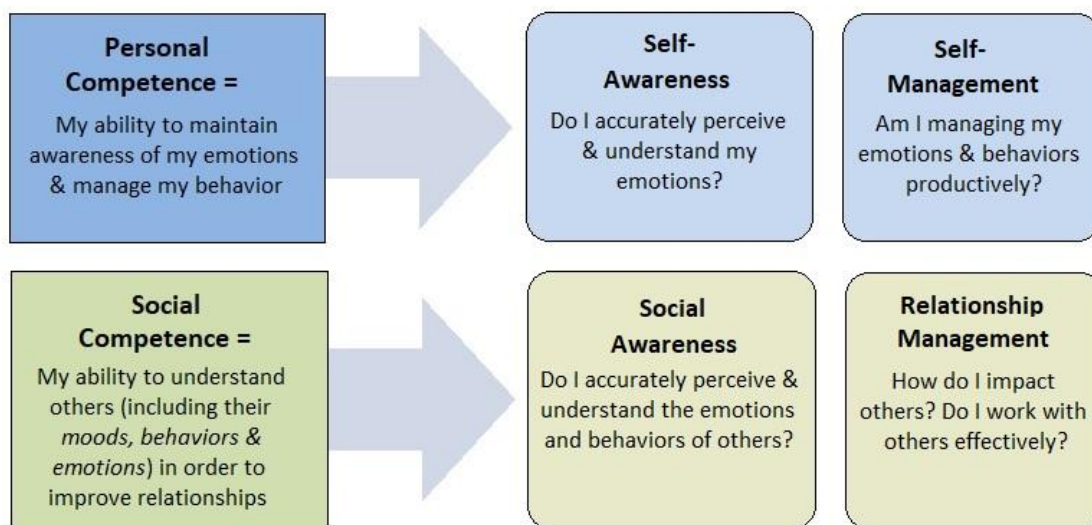 Personal
Competence =
My ability to maintain
awareness of my emotions
& manage my behavior
Self-
Awareness
Do I accurately perceive
& understand my
emotions?
Self-
Management
Am I managing my
emotions & behaviors
productively?
Social
Competence =
My ability to understand
others (including their
moods, behaviors &
emotions) in order to
improve relationships
Social
Awareness
Do I accurately perceive &
understand the emotions
and behaviors of others?
Relationship
Management
How do I impact
others? Do I work with
others effectively?